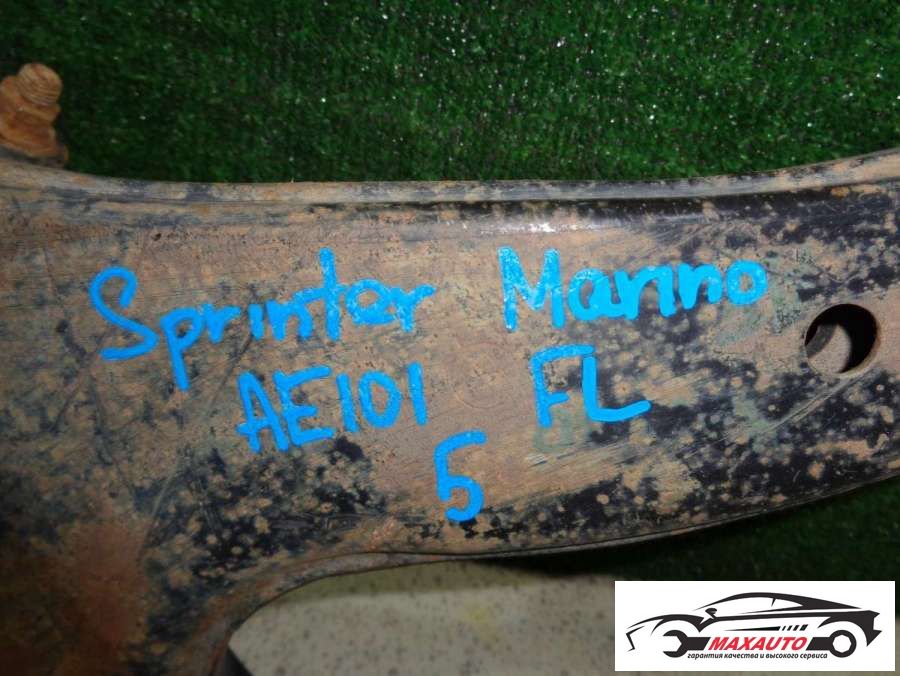 Sprinter Marino
AE101 FL
5
MAXAUTO
гарантия качества и высокого сервиса